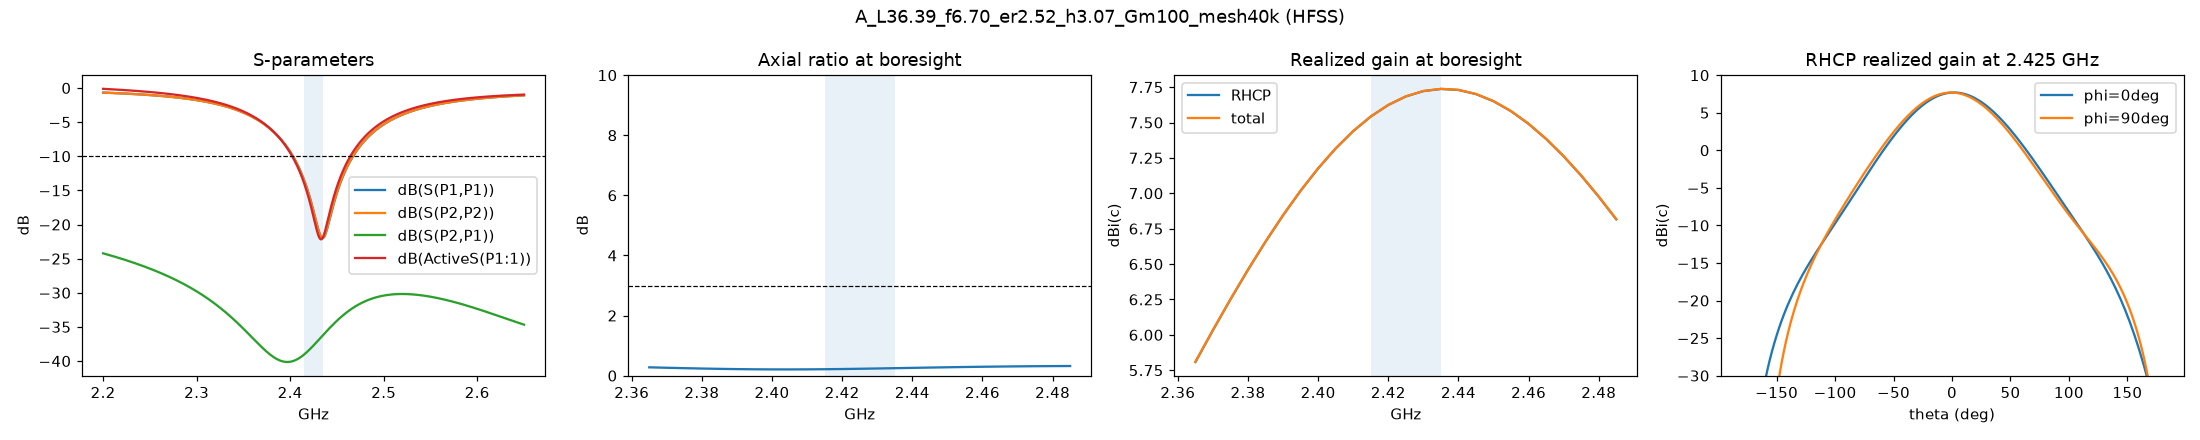 A_L36.39_f6.70_er2.52_h3.07_Gm100_mesh40k (HFSS)
S-parameters
dB
0
−5
−10
−15
−20
−25
−30
−35
−40
dB(S(P1,P1))
dB(S(P2,P2))
dB(S(P2,P1))
dB(ActiveS(P1:1))
2.2 2.3 2.4 2.5 2.6
GHz
Axial ratio at boresight
dB
10
8
6
4
2
0
2.36 2.38 2.40 2.42 2.44 2.46 2.48
GHz
Realized gain at boresight
dBi(c)
7.75
7.50
7.25
7.00
6.75
6.50
6.25
6.00
5.75
RHCP
total
2.36 2.38 2.40 2.42 2.44 2.46 2.48
GHz
RHCP realized gain at 2.425 GHz
dBi(c)
10
5
0
−5
−10
−15
−20
−25
−30
phi=0deg
phi=90deg
−150 −100 −50 0 50 100 150
theta (deg)